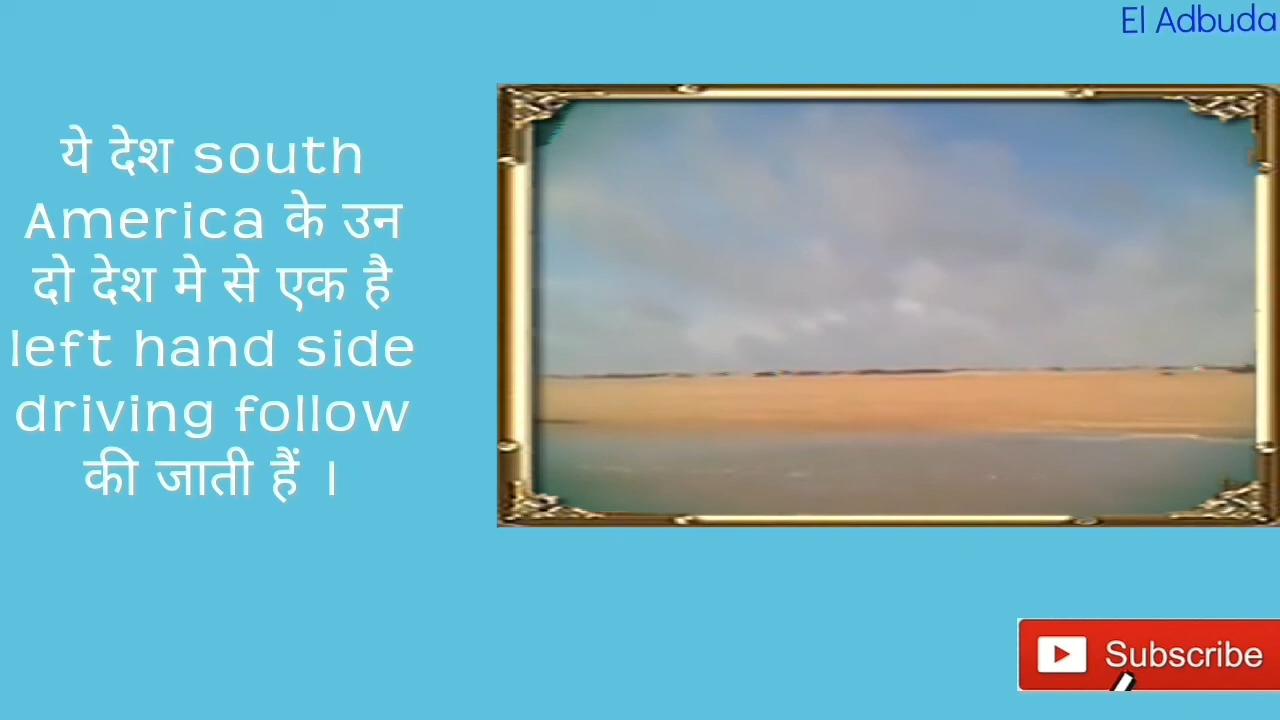 El Adbuda
ये देश south
America के उन
दो देश मे से एक है
left hand side
driving follow
की जाती हैं ।
Subscribe